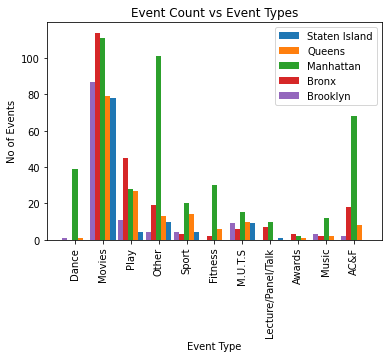 Event Count vs Event Types
Staten Island
Queens
Manhattan
Bronx
Brooklyn
No of Events
100
80
60
40
20
0
Dance
Movies
Play
Other
Sport
Fitness
M.U.T.S
Lecture/Panel/Talk
Awards
Music
AC&F
Event Type